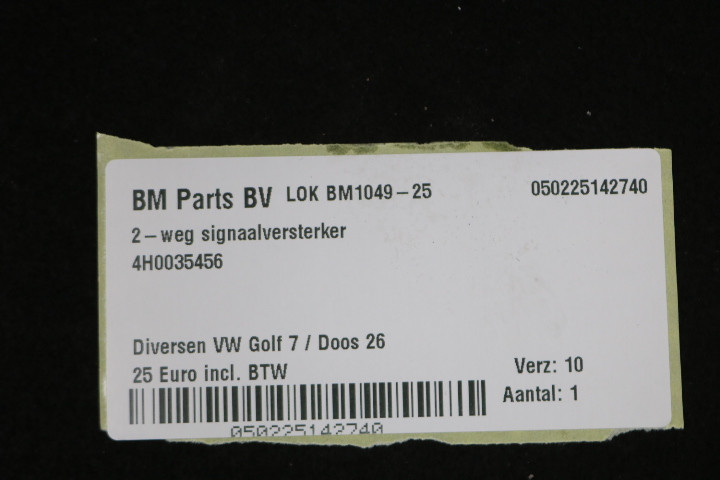 BM Parts BV LOK BM1049-25 050225142740
2-weg signaalversterker
4H0035456
Diversen VW Golf 7 / Doos 26
25 Euro incl. BTW Verz: 10
Aantal: 1
050225142740